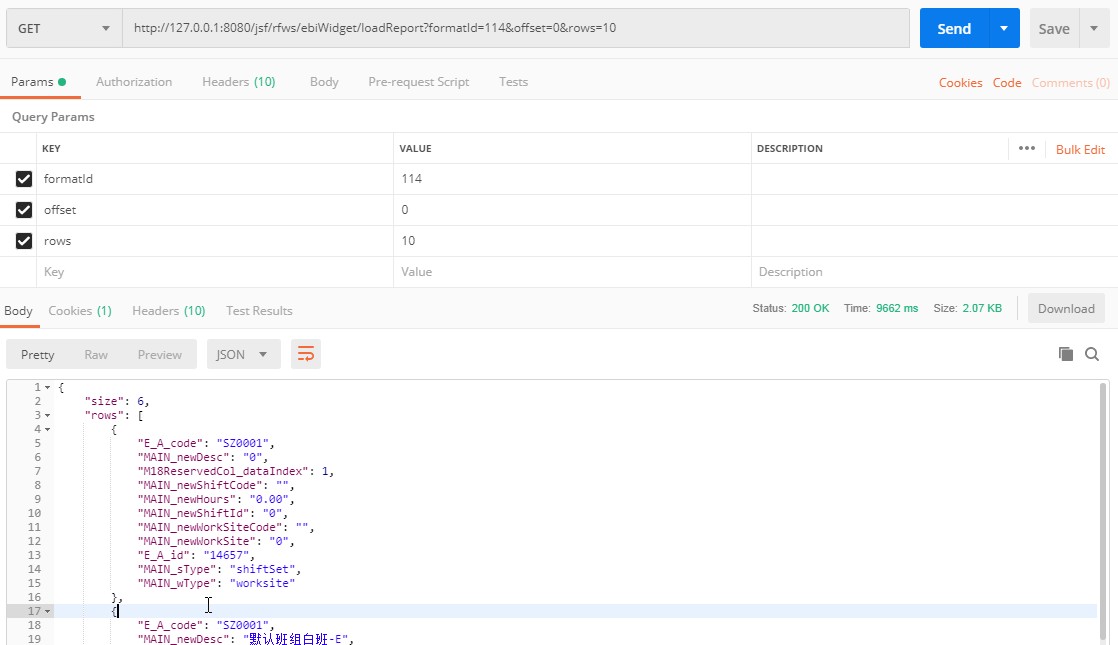 GET http://127.0.0.1:8080/jsf/rfws/ebiWidget/loadReport?formatId=114&offset=0&rows=10 Send Save
Params Authorization Headers (10) Body Pre-request Script Tests Cookies Code Comments (0)
Query Params
KEY VALUE DESCRIPTION ••• Bulk Edit
formatId 114
offset 0
rows 10
Key Value Description
Body Cookies (1) Headers (10) Test Results Status: 200 OK Time: 9662 ms Size: 2.07 KB Download
Pretty Raw Preview JSON
1 {
2 "size": 6,
3 "rows": [
4 {
5 "E_A_code": "SZ0001",
6 "MAIN_newDesc": "0",
7 "M18ReservedCol_dataIndex": 1,
8 "MAIN_newShiftCode": "",
9 "MAIN_newHours": "0.00",
10 "MAIN_newShiftId": "0",
11 "MAIN_newWorkSiteCode": "",
12 "MAIN_newWorkSite": "0",
13 "E_A_id": "14657",
14 "MAIN_sType": "shiftSet",
15 "MAIN_wType": "worksite"
16 },
17 {
18 "E_A_code": "SZ0001",
19 "MAIN_newDesc": "默认班组白班-E",